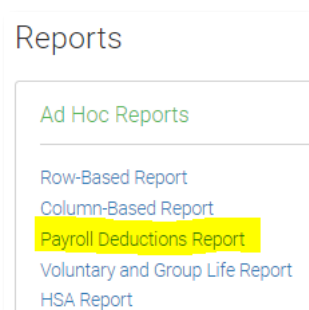 Reports
Ad Hoc Reports
Row-Based Report
Column-Based Report
Payroll Deductions Report
Voluntary and Group Life Report
HSA Report